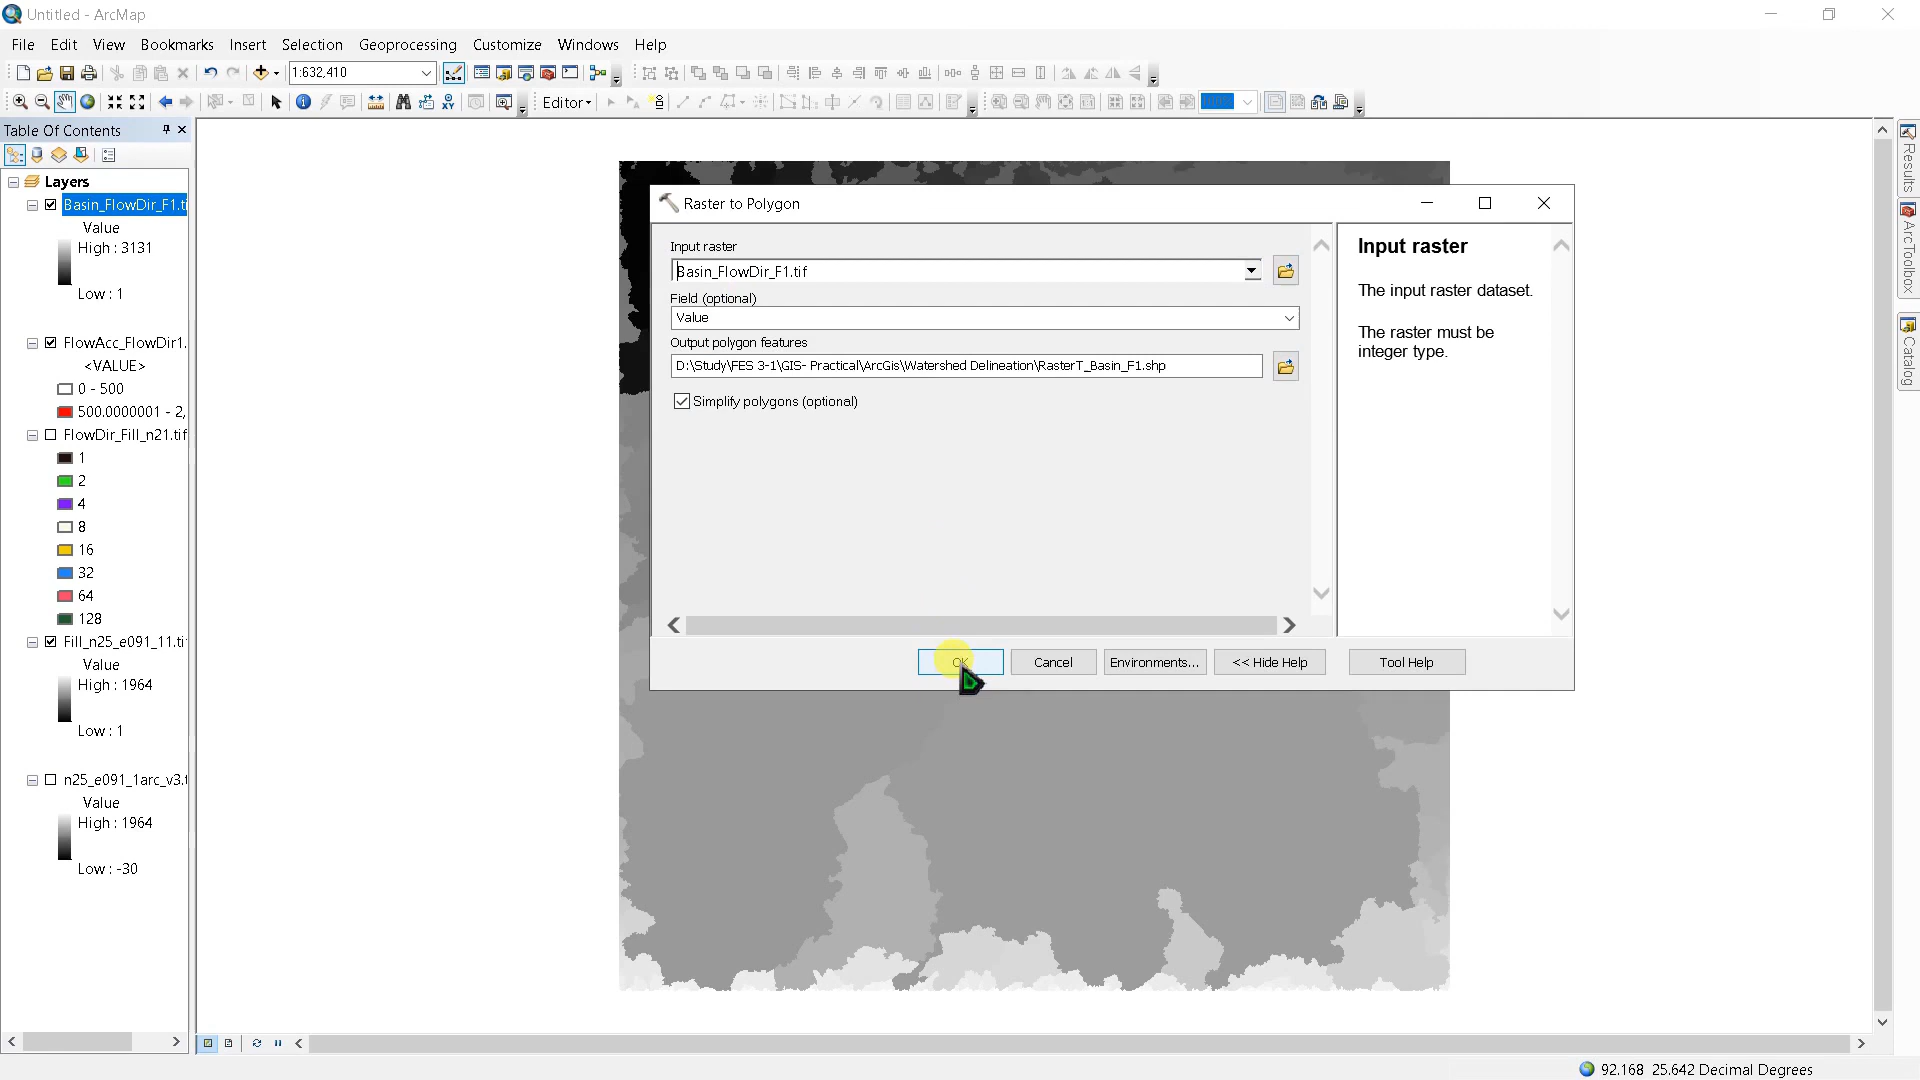 Untitled - ArcMap
File Edit View Bookmarks Insert Selection Geoprocessing Customize Windows Help
1:632,410
Editor
Table Of Contents
Layers
Basin_FlowDir_F1.ti
Value
High : 3131
Low : 1
FlowAcc_FlowDir1.
<VALUE>
0 - 500
500.0000001 - 2,
FlowDir_Fill_n21.tif
1
2
4
8
16
32
64
128
Fill_n25_e091_11.ti
Value
High : 1964
Low : 1
n25_e091_1arc_v3.t
Value
High : 1964
Low : -30
Raster to Polygon
Input raster
Basin_FlowDir_F1.tif
Field (optional)
Value
Output polygon features
D:\Study\FES 3-1\GIS- Practical\ArcGis\Watershed Delineation\RasterT_Basin_F1.shp
Simplify polygons (optional)
OK Cancel Environments... << Hide Help Tool Help
Input raster
The input raster dataset.
The raster must be
integer type.
Results
ArcToolbox
Catalog
92.168 25.642 Decimal Degrees